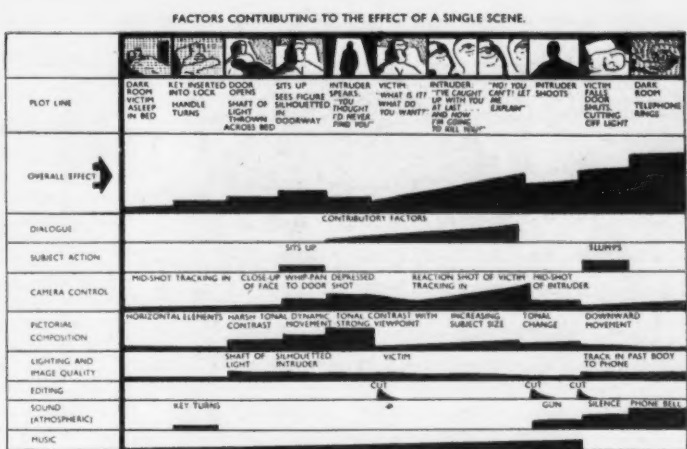 FACTORS CONTRIBUTING TO THE EFFECT OF A SINGLE SCENE.
PLOT LINE
DARK ROOM VICTIM ASLEEP IN BED
KEY INSERTED INTO LOCK
HANDLE TURNS
DOOR OPENS
SHAFT OF LIGHT THROWN ACROSS BED
SITS UP
SEES FIGURE SILHOUETTED IN DOORWAY
INTRUDER SPEAKS. "YOU THOUGHT I'D NEVER FIND YOU!"
VICTIM. "WHAT IS IT? WHAT DO YOU WANT?"
INTRUDER: "I'VE CAUGHT UP WITH YOU AT LAST.... AND NOW I'M GOING TO KILL YOU!"
"NO! YOU CAN'T! LET ME EXPLAIN"
INTRUDER SHOOTS
VICTIM FALLS DOOR SHUTS. CUTTING OFF LIGHT
DARK ROOM
TELEPHONE RINGS
OVERALL EFFECT
CONTRIBUTORY FACTORS
DIALOGUE
SUBJECT ACTION
SITS UP
SLUMPS
CAMERA CONTROL
MID-SHOT TRACKING IN
CLOSE-UP OF FACE
WHIP-PAN TO DOOR
DEPRESSED SHOT
REACTION SHOT OF VICTIM TRACKING IN
MID-SHOT OF INTRUDER
PICTORIAL COMPOSITION
HORIZONTAL ELEMENTS
HARSH TONAL CONTRAST
DYNAMIC MOVEMENT
TONAL CONTRAST WITH STRONG VIEWPOINT
INCREASING SUBJECT SIZE
TONAL CHANGE
DOWNWARD MOVEMENT
LIGHTING AND IMAGE QUALITY
SHAFT OF LIGHT
SILHOUETTED INTRUDER
VICTIM
TRACK IN PAST BODY TO PHONE
EDITING
CUT
CUT
CUT
SOUND (ATMOSPHERIC)
KEY TURNS
GUN
SILENCE
PHONE BELL
MUSIC